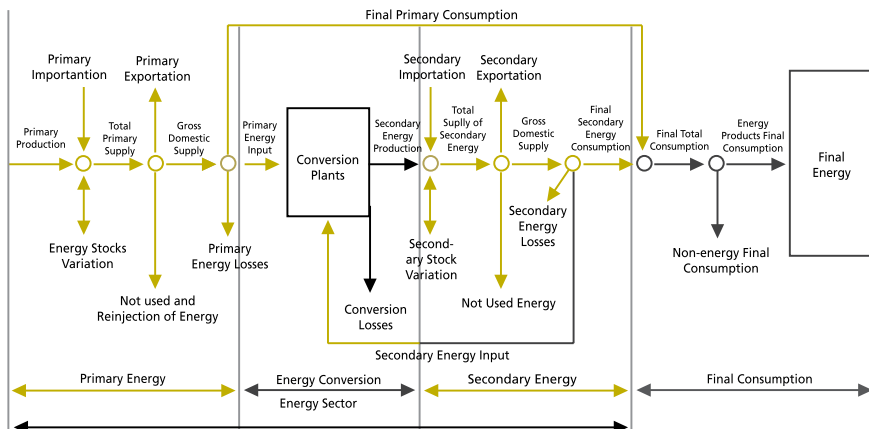 Final Primary Consumption
Primary
Importantion
Primary
Exportation
Secondary
Importation
Secondary
Exportation
Primary
Production
Total
Primary
Supply
Gross
Domestic
Supply
Primary
Energy
Input
Conversion
Plants
Secondary
Energy
Production
Total
Suplly of
Secondary
Energy
Gross
Domestic
Supply
Final
Secondary
Energy
Consumption
Final Total
Consumption
Energy
Products Final
Consumption
Final
Energy
Energy Stocks
Variation
Primary
Energy Losses
Second-
ary Stock
Variation
Secondary
Energy
Losses
Non-energy Final
Consumption
Not used and
Reinjection of Energy
Conversion
Losses
Not Used Energy
Secondary Energy Input
Primary Energy
Energy Conversion
Secondary Energy
Final Consumption
Energy Sector